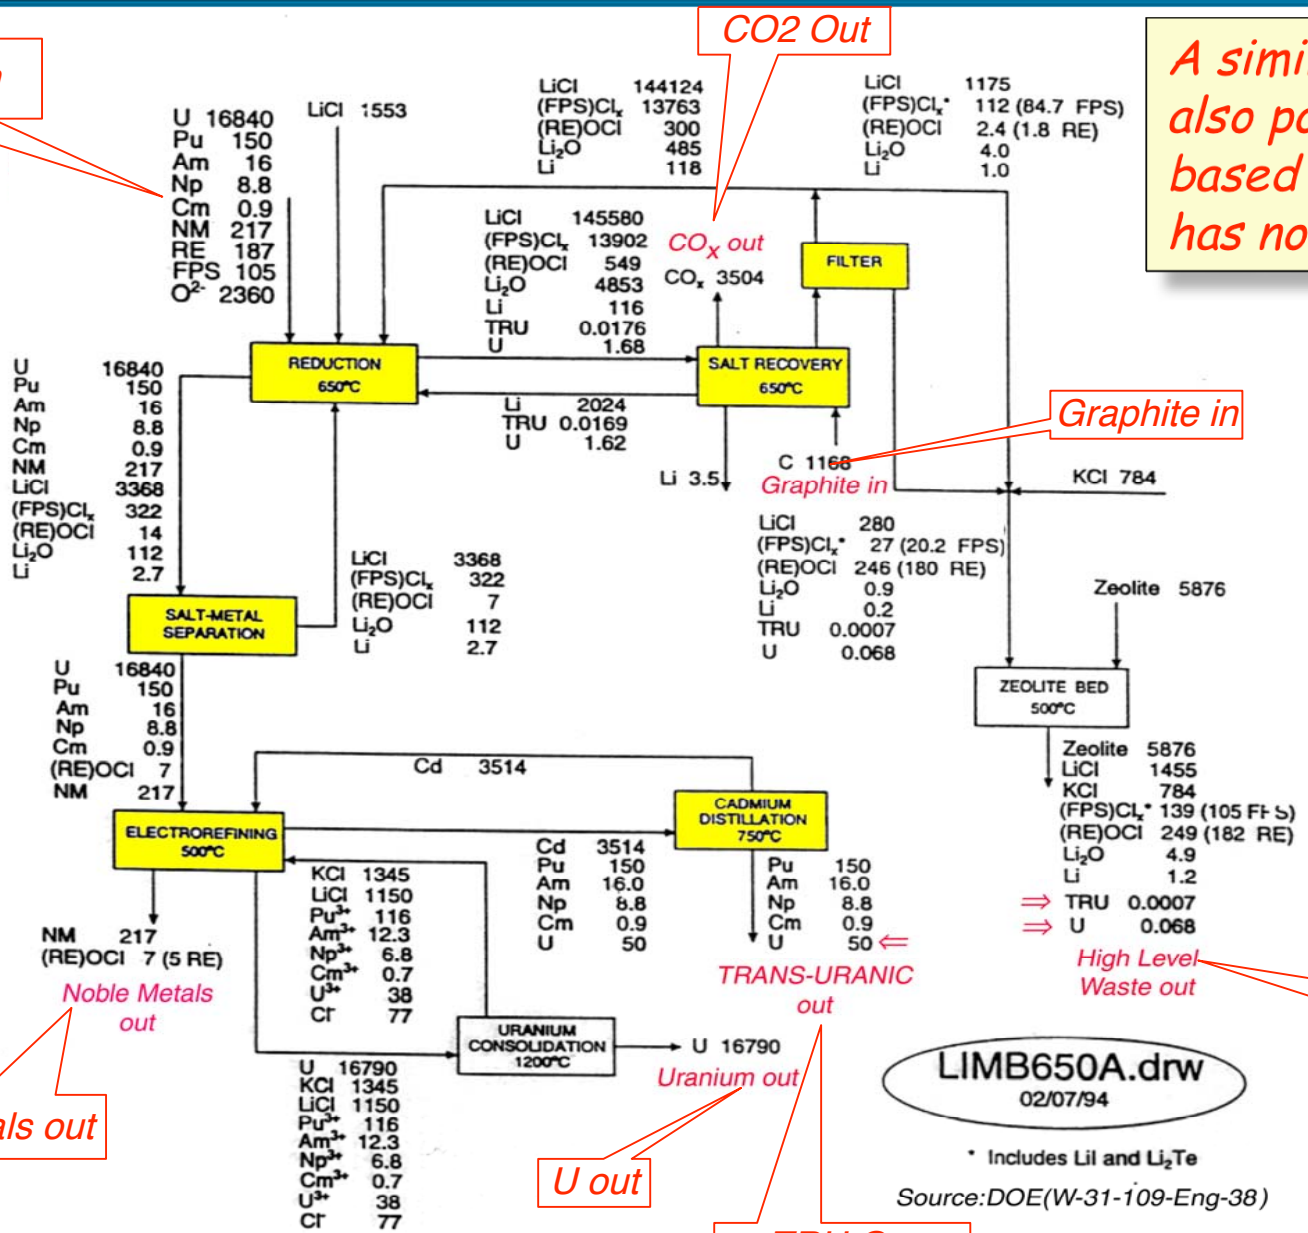 CO2 Out
A simi
also po
based
has no
U 16840
Pu 150
Am 16
Np 8.8
Cm 0.9
NM 217
RE 187
FPS 105
O²⁻ 2360
LiCl 1553
LiCl 144124
(FPS)Clₓ 13763
(RE)OCl 300
Li₂O 485
Li 118
LiCl 1175
(FPS)Clₓ* 112 (84.7 FPS)
(RE)OCl 2.4 (1.8 RE)
Li₂O 4.0
Li 1.0
LiCl 145580
(FPS)Clₓ 13902
(RE)OCl 549
Li₂O 4853
Li 116
TRU 0.0176
U 1.68
COₓ out
COₓ 3504
FILTER
REDUCTION
650°C
SALT RECOVERY
650°C
Li 2024
TRU 0.0169
U 1.62
Li 3.5
C 1168
Graphite in
Graphite in
KCl 784
U 16840
Pu 150
Am 16
Np 8.8
Cm 0.9
NM 217
LiCl 3368
(FPS)Clₓ 322
(RE)OCl 14
Li₂O 112
Li 2.7
LiCl 280
(FPS)Clₓ* 27 (20.2 FPS)
(RE)OCl 246 (180 RE)
Li₂O 0.9
Li 0.2
TRU 0.0007
U 0.068
LiCl 3368
(FPS)Clₓ 322
(RE)OCl 7
Li₂O 112
Li 2.7
Zeolite 5876
SALT-METAL
SEPARATION
ZEOLITE BED
500°C
U 16840
Pu 150
Am 16
Np 8.8
Cm 0.9
(RE)OCl 7
NM 217
Cd 3514
Zeolite 5876
LiCl 1455
KCl 784
(FPS)Clₓ* 139 (105 FPS)
(RE)OCl 249 (182 RE)
Li₂O 4.9
Li 1.2
⇒ TRU 0.0007
⇒ U 0.068
High Level
Waste out
ELECTROREFINING
500°C
CADMIUM
DISTILLATION
750°C
Cd 3514
Pu 150
Am 16.0
Np 8.8
Cm 0.9
U 50
Pu 150
Am 16.0
Np 8.8
Cm 0.9
U 50 ⇐
TRANS-URANIC
out
KCl 1345
LiCl 1150
Pu³⁺ 116
Am³⁺ 12.3
Np³⁺ 6.8
Cm³⁺ 0.7
U³⁺ 38
Cl⁻ 77
NM 217
(RE)OCl 7 (5 RE)
Noble Metals
out
URANIUM
CONSOLIDATION
1200°C
U 16790
Uranium out
U 16790
KCl 1345
LiCl 1150
Pu³⁺ 116
Am³⁺ 12.3
Np³⁺ 6.8
Cm³⁺ 0.7
U³⁺ 38
Cl⁻ 77
als out
U out
LIMB650A.drw
02/07/94
* Includes LiI and Li₂Te
Source:DOE(W-31-109-Eng-38)